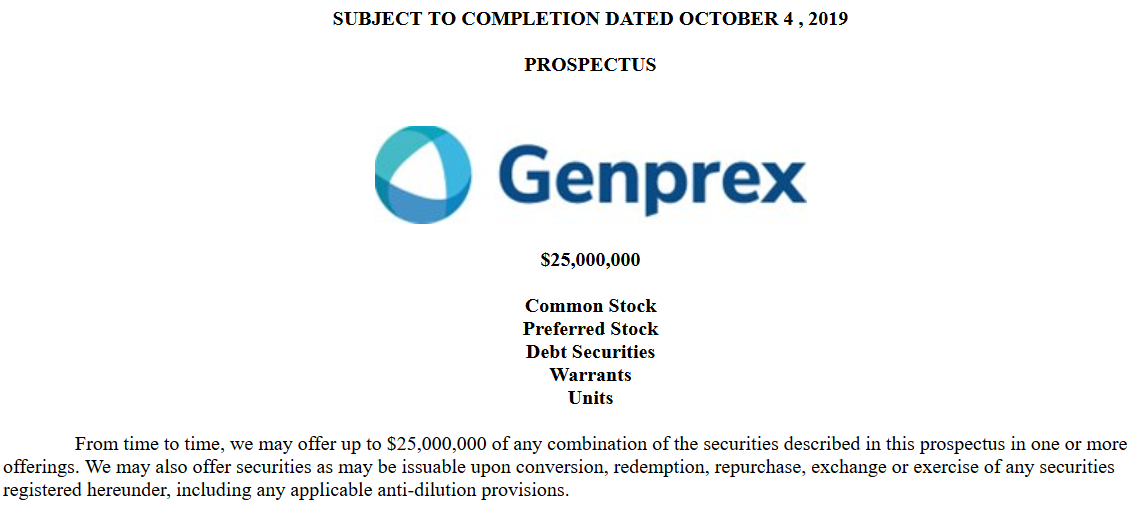 SUBJECT TO COMPLETION DATED OCTOBER 4 , 2019
PROSPECTUS
Genprex
$25,000,000
Common Stock
Preferred Stock
Debt Securities
Warrants
Units
From time to time, we may offer up to $25,000,000 of any combination of the securities described in this prospectus in one or more
offerings. We may also offer securities as may be issuable upon conversion, redemption, repurchase, exchange or exercise of any securities
registered hereunder, including any applicable anti-dilution provisions.